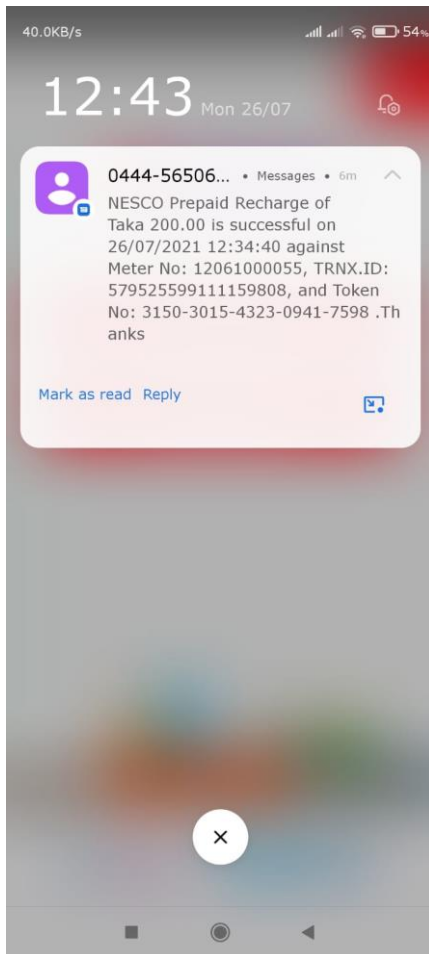 40.0KB/s 54%
12:43 Mon 26/07
0444-56506... • Messages • 6m
NESCO Prepaid Recharge of
Taka 200.00 is successful on
26/07/2021 12:34:40 against
Meter No: 12061000055, TRNX.ID:
579525599111159808, and Token
No: 3150-3015-4323-0941-7598 .Th
anks
Mark as read Reply